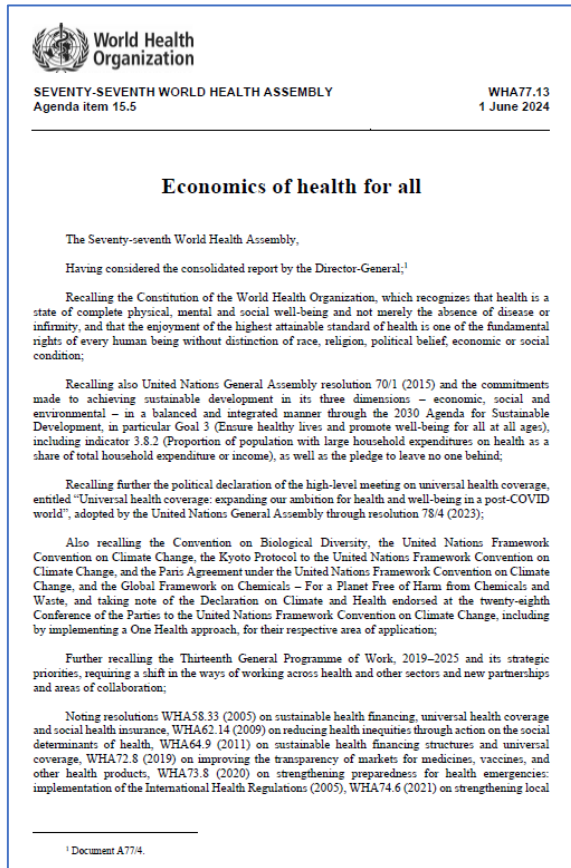 World Health
Organization
SEVENTY-SEVENTH WORLD HEALTH ASSEMBLY WHA77.13
Agenda item 15.5 1 June 2024
Economics of health for all
The Seventy-seventh World Health Assembly,
Having considered the consolidated report by the Director-General;¹
Recalling the Constitution of the World Health Organization, which recognizes that health is a
state of complete physical, mental and social well-being and not merely the absence of disease or
infirmity, and that the enjoyment of the highest attainable standard of health is one of the fundamental
rights of every human being without distinction of race, religion, political belief, economic or social
condition;
Recalling also United Nations General Assembly resolution 70/1 (2015) and the commitments
made to achieving sustainable development in its three dimensions – economic, social and
environmental – in a balanced and integrated manner through the 2030 Agenda for Sustainable
Development, in particular Goal 3 (Ensure healthy lives and promote well-being for all at all ages),
including indicator 3.8.2 (Proportion of population with large household expenditures on health as a
share of total household expenditure or income), as well as the pledge to leave no one behind;
Recalling further the political declaration of the high-level meeting on universal health coverage,
entitled “Universal health coverage: expanding our ambition for health and well-being in a post-COVID
world”, adopted by the United Nations General Assembly through resolution 78/4 (2023);
Also recalling the Convention on Biological Diversity, the United Nations Framework
Convention on Climate Change, the Kyoto Protocol to the United Nations Framework Convention on
Climate Change, and the Paris Agreement under the United Nations Framework Convention on Climate
Change, and the Global Framework on Chemicals – For a Planet Free of Harm from Chemicals and
Waste, and taking note of the Declaration on Climate and Health endorsed at the twenty-eighth
Conference of the Parties to the United Nations Framework Convention on Climate Change, including
by implementing a One Health approach, for their respective area of application;
Further recalling the Thirteenth General Programme of Work, 2019–2025 and its strategic
priorities, requiring a shift in the ways of working across health and other sectors and new partnerships
and areas of collaboration;
Noting resolutions WHA58.33 (2005) on sustainable health financing, universal health coverage
and social health insurance, WHA62.14 (2009) on reducing health inequities through action on the social
determinants of health, WHA64.9 (2011) on sustainable health financing structures and universal
coverage, WHA72.8 (2019) on improving the transparency of markets for medicines, vaccines, and
other health products, WHA73.8 (2020) on strengthening preparedness for health emergencies:
implementation of the International Health Regulations (2005), WHA74.6 (2021) on strengthening local
¹ Document A77/4.